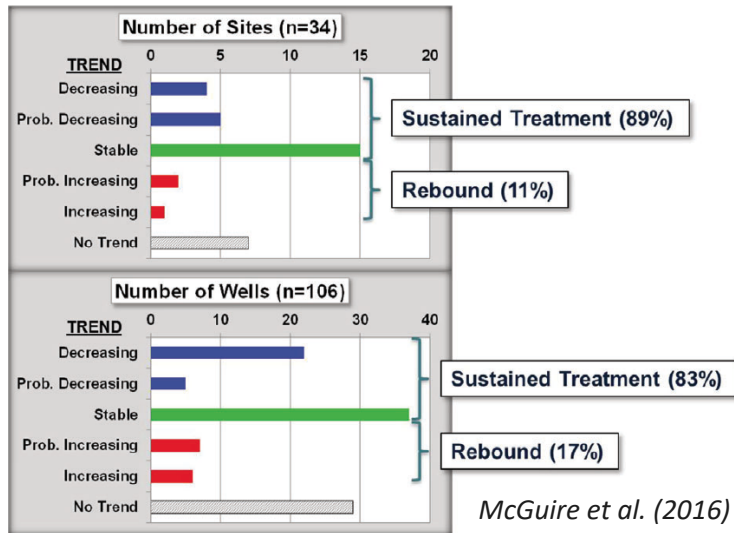 Number of Sites (n=34)
0 5 10 15 20
TREND
Decreasing
Prob. Decreasing
Stable
Prob. Increasing
Increasing
No Trend
Sustained Treatment (89%)
Rebound (11%)
Number of Wells (n=106)
0 10 20 30 40
TREND
Decreasing
Prob. Decreasing
Stable
Prob. Increasing
Increasing
No Trend
Sustained Treatment (83%)
Rebound (17%)
McGuire et al. (2016)